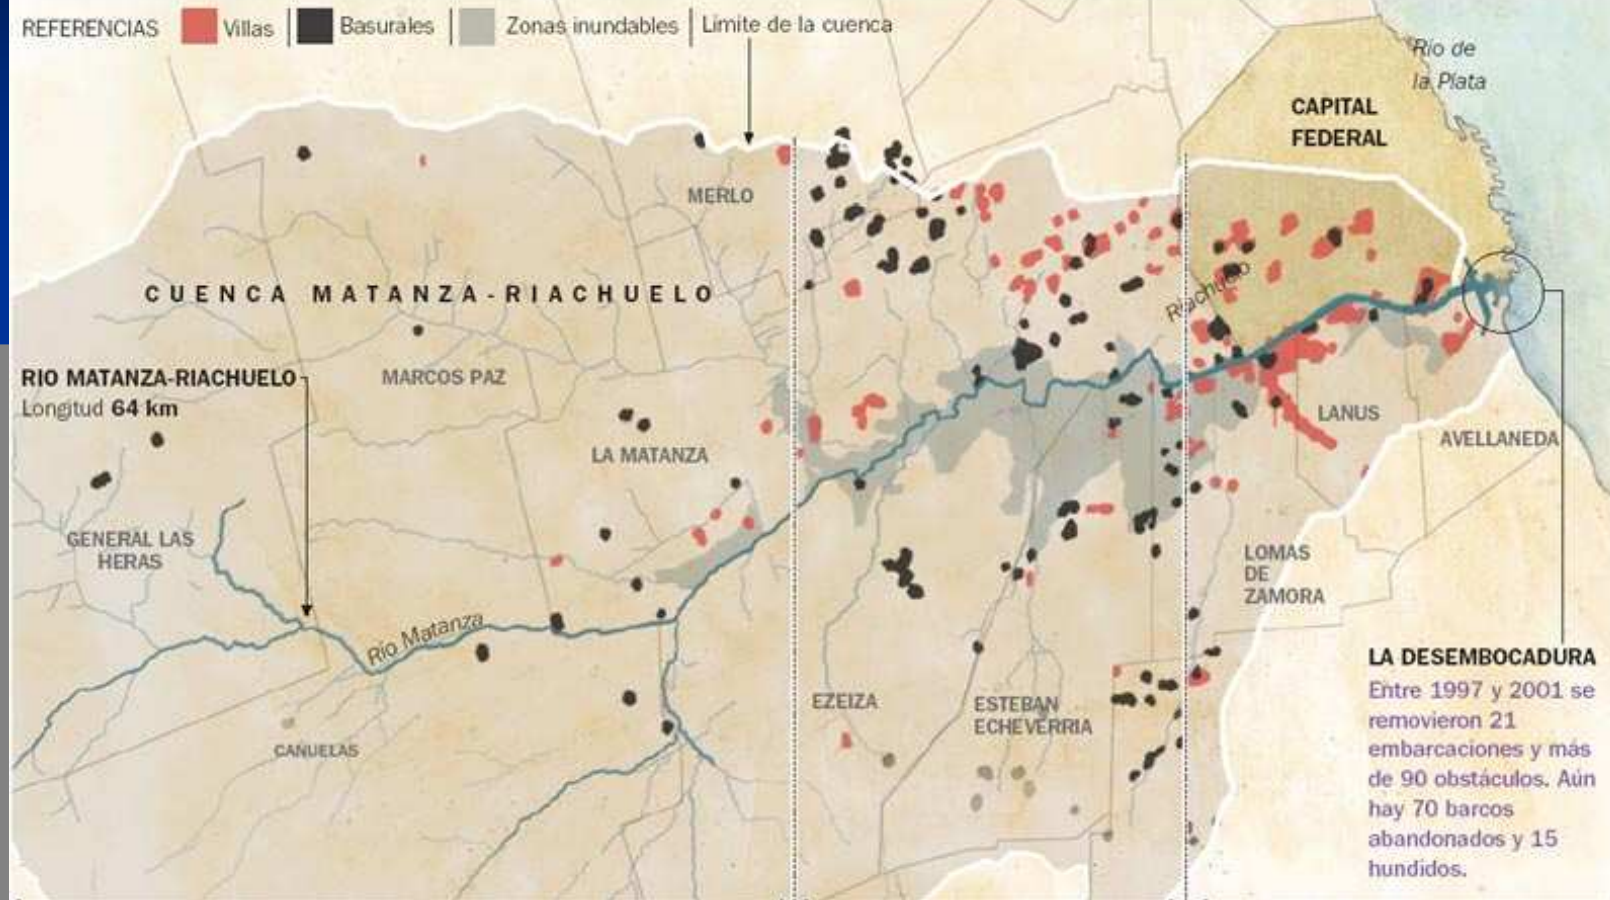 REFERENCIAS Villas Basurales Zonas inundables Límite de la cuenca
Río de
la Plata
CAPITAL
FEDERAL
MERLO
CUENCA MATANZA-RIACHUELO
Riachuelo
RIO MATANZA-RIACHUELO
Longitud 64 km
MARCOS PAZ
LA MATANZA
LANUS
AVELLANEDA
GENERAL LAS
HERAS
LOMAS
DE
ZAMORA
Río Matanza
EZEIZA
ESTEBAN
ECHEVERRIA
CAÑUELAS
LA DESEMBOCADURA
Entre 1997 y 2001 se
removieron 21
embarcaciones y más
de 90 obstáculos. Aún
hay 70 barcos
abandonados y 15
hundidos.